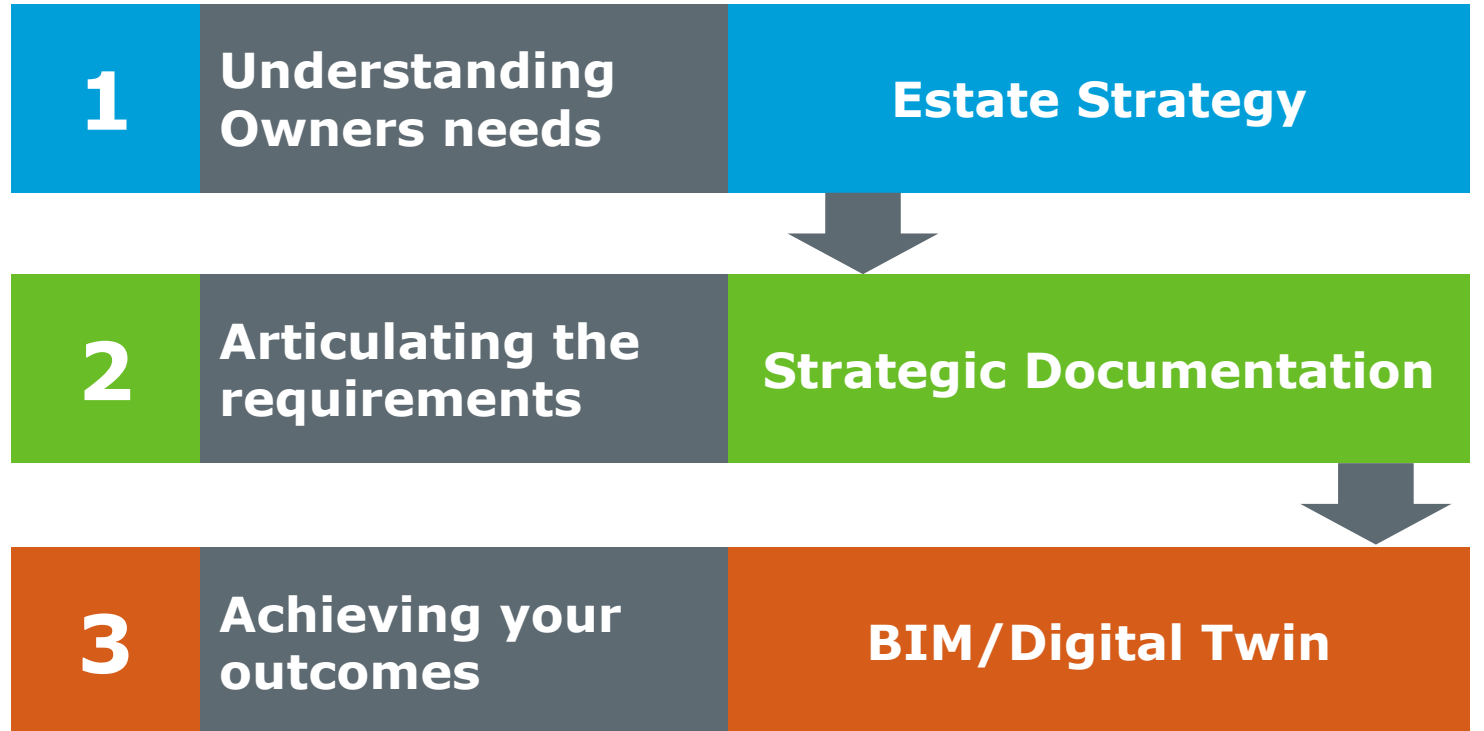 1
Understanding
Owners needs
Estate Strategy
2
Articulating the
requirements
Strategic Documentation
3
Achieving your
outcomes
BIM/Digital Twin